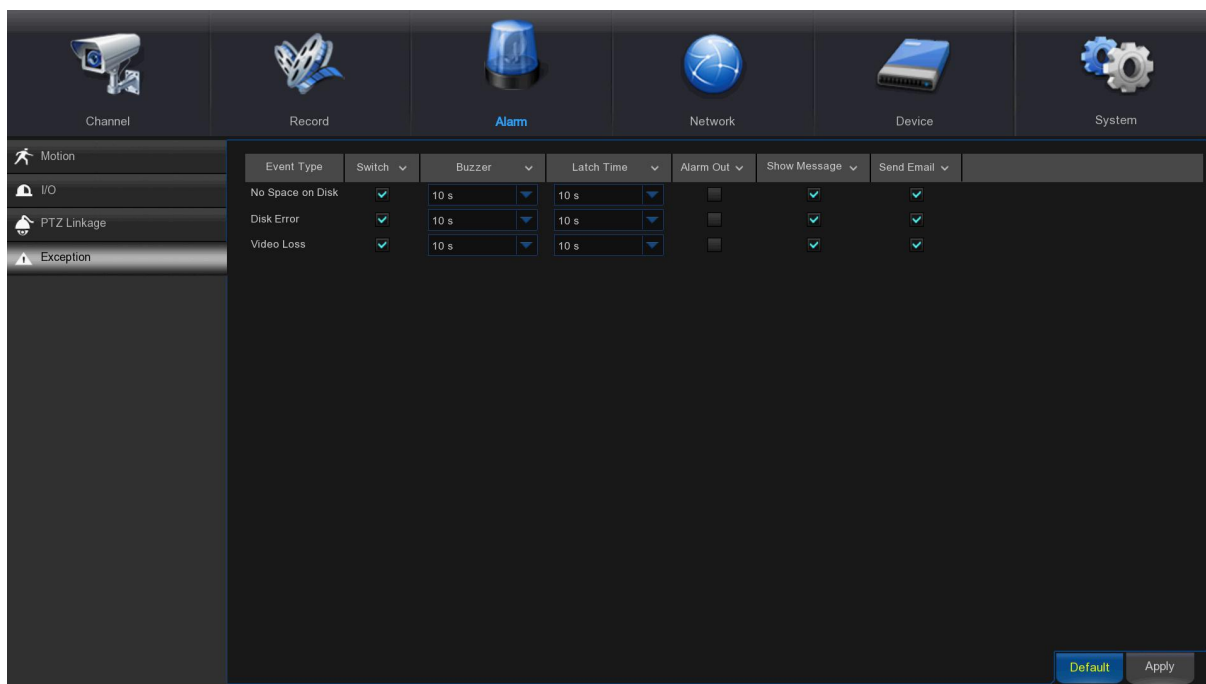 Channel Record Alarm Network Device System
Motion
I/O
PTZ Linkage
Exception
Event Type Switch Buzzer Latch Time Alarm Out Show Message Send Email
No Space on Disk 10 s 10 s
Disk Error 10 s 10 s
Video Loss 10 s 10 s
Default Apply